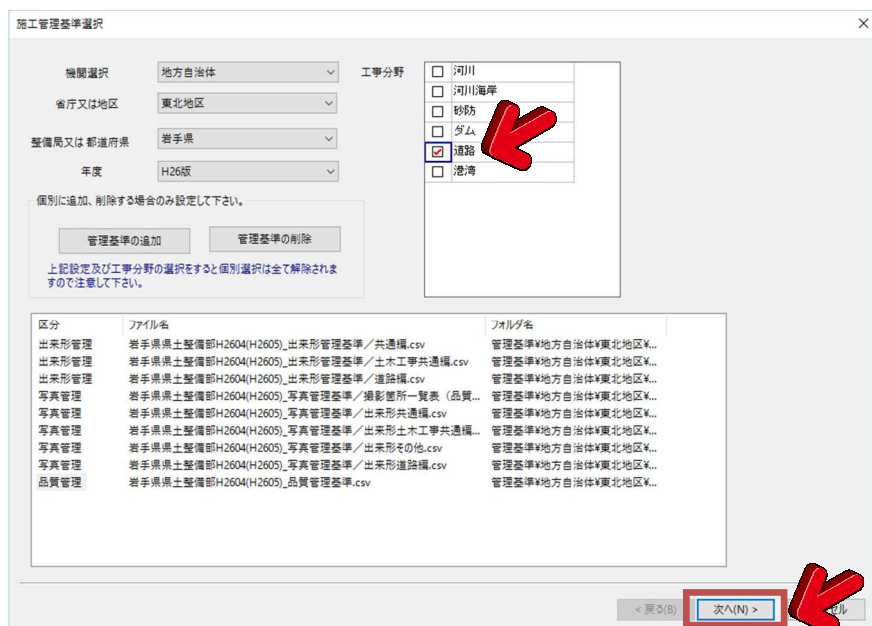 施工管理基準選択
機関選択
地方自治体
省庁又は地区
東北地区
整備局又は都道府県
岩手県
年度
H26版
工事分野
河川
河川海岸
砂防
ダム
道路
港湾
個別に追加、削除する場合のみ設定して下さい。
管理基準の追加
管理基準の削除
上記設定及び工事分野の選択をすると個別選択は全て解除されま
すので注意して下さい。
区分 ファイル名 フォルダ名
出来形管理 岩手県県土整備部H2604(H2605)_出来形管理基準／共通編.csv 管理基準¥地方自治体¥東北地区¥...
出来形管理 岩手県県土整備部H2604(H2605)_出来形管理基準／土木工事共通編.csv 管理基準¥地方自治体¥東北地区¥...
出来形管理 岩手県県土整備部H2604(H2605)_出来形管理基準／道路編.csv 管理基準¥地方自治体¥東北地区¥...
写真管理 岩手県県土整備部H2604(H2605)_写真管理基準／撮影箇所一覧表（品質... 管理基準¥地方自治体¥東北地区¥...
写真管理 岩手県県土整備部H2604(H2605)_写真管理基準／出来形共通編.csv 管理基準¥地方自治体¥東北地区¥...
写真管理 岩手県県土整備部H2604(H2605)_写真管理基準／出来形土木工事共通編... 管理基準¥地方自治体¥東北地区¥...
写真管理 岩手県県土整備部H2604(H2605)_写真管理基準／出来形その他.csv 管理基準¥地方自治体¥東北地区¥...
写真管理 岩手県県土整備部H2604(H2605)_写真管理基準／出来形道路編.csv 管理基準¥地方自治体¥東北地区¥...
品質管理 岩手県県土整備部H2604(H2605)_品質管理基準.csv 管理基準¥地方自治体¥東北地区¥...
< 戻る(B) 次へ(N) > セル